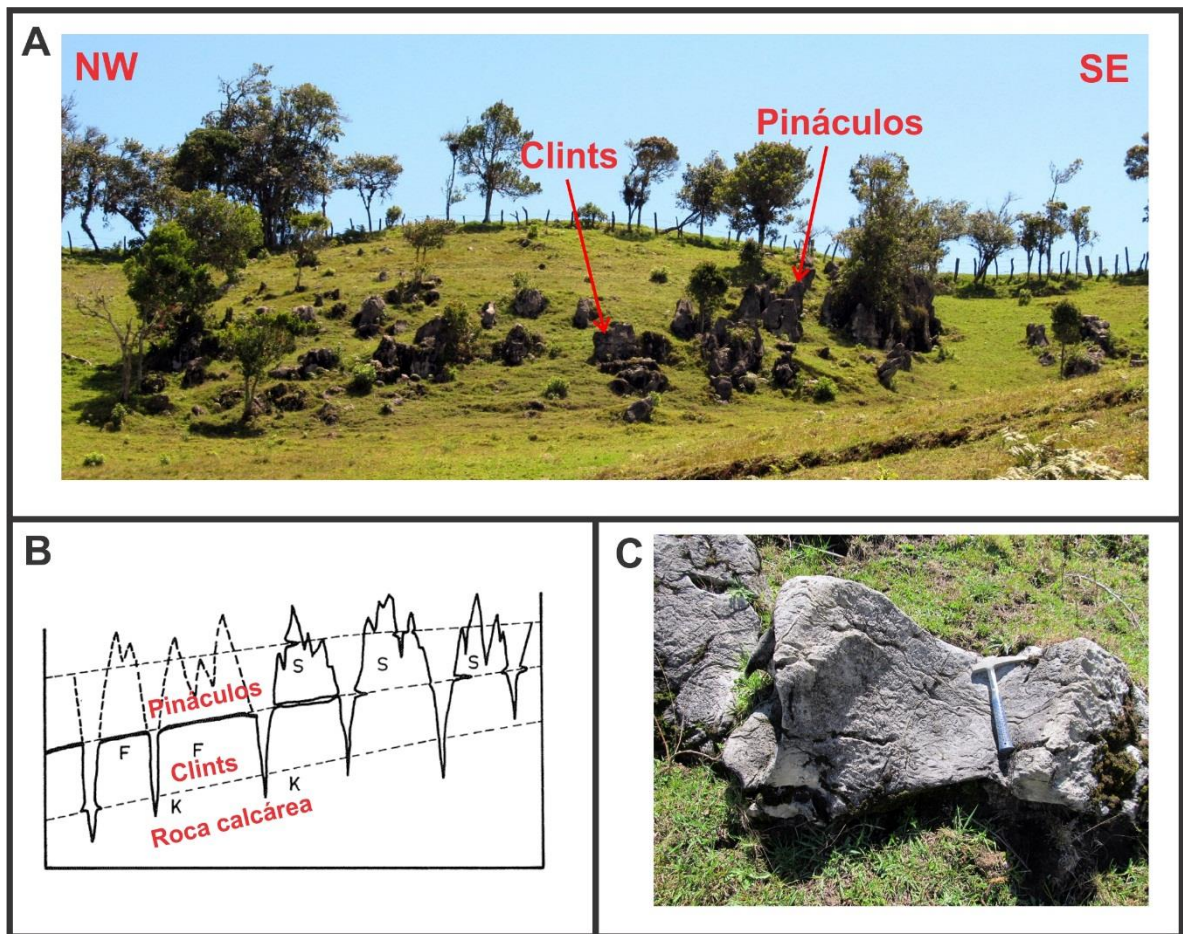 A
NW
SE
Pináculos
Clints
B
S
S
S
Pináculos
F
F
Clints
K
K
Roca calcárea
C